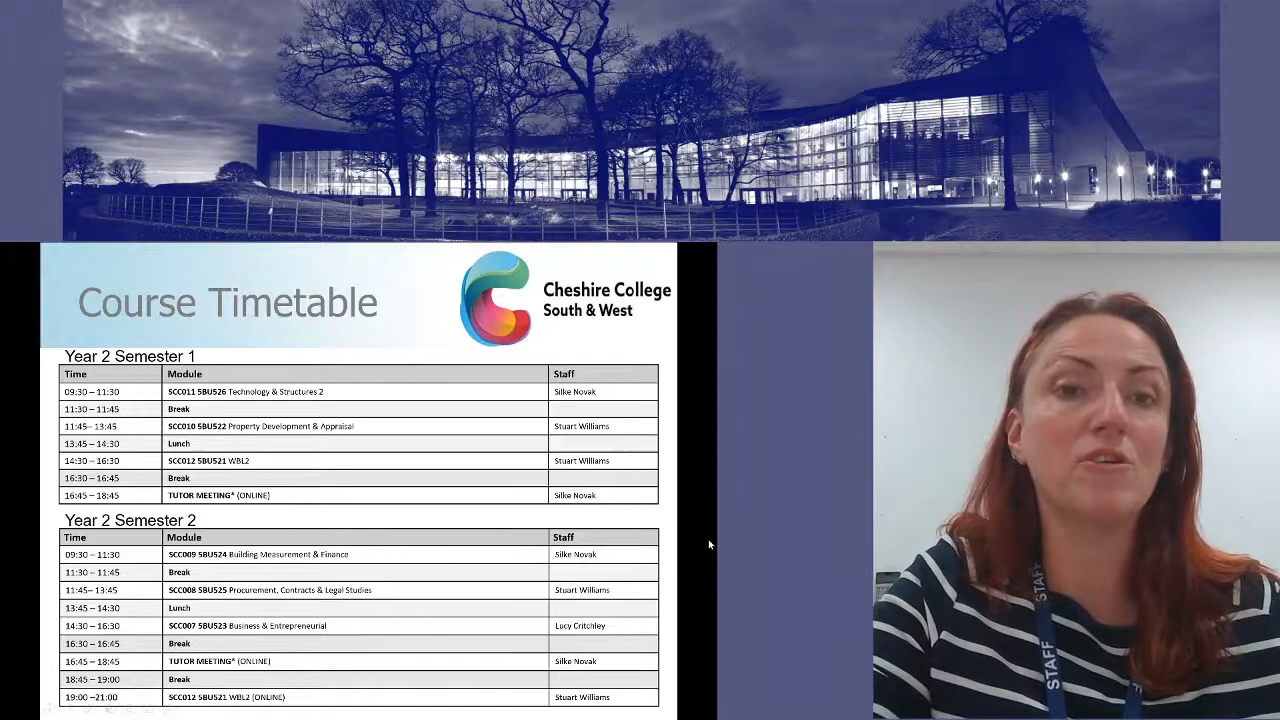 Course Timetable
Cheshire College
South & West
Year 2 Semester 1
Time Module Staff
09:30 – 11:30 SCC011 5BU526 Technology & Structures 2 Silke Novak
11:30 – 11:45 Break
11:45– 13:45 SCC010 5BU522 Property Development & Appraisal Stuart Williams
13:45 – 14:30 Lunch
14:30 – 16:30 SCC012 5BU521 WBL2 Stuart Williams
16:30 – 16:45 Break
16:45 – 18:45 TUTOR MEETING* (ONLINE) Silke Novak
Year 2 Semester 2
Time Module Staff
09:30 – 11:30 SCC009 5BU524 Building Measurement & Finance Silke Novak
11:30 – 11:45 Break
11:45– 13:45 SCC008 5BU525 Procurement, Contracts & Legal Studies Stuart Williams
13:45 – 14:30 Lunch
14:30 – 16:30 SCC007 5BU523 Business & Entrepreneurial Lucy Critchley
16:30 – 16:45 Break
16:45 – 18:45 TUTOR MEETING* (ONLINE) Silke Novak
18:45 – 19:00 Break
19:00 –21:00 SCC012 5BU521 WBL2 (ONLINE) Stuart Williams
STAFF
STAFF